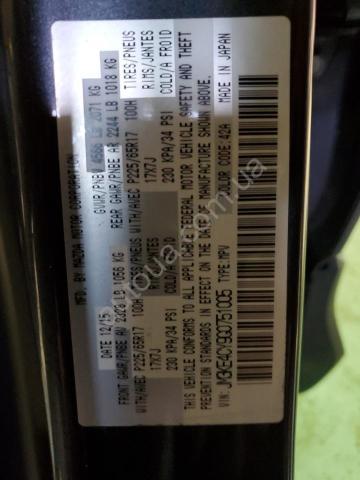 MFD. BY MAZDA MOTOR CORPORATION
DATE 12/15 GVWR/PNBV 4566 LB 2071 KG
FRONT GAWR/PNBE AV 2328 LB 1056 KG REAR GAWR/PNBE AR 2244 LB 1018 KG
WITH/AVEC P225/65R17 100H TIRES/PNEUS WITH/AVEC P225/65R17 100H TIRES/PNEUS
17X7J RIMS/JANTES 17X7J RIMS/JANTES
230 KPA/34 PSI COLD/A FROID 230 KPA/34 PSI COLD/A FROID
THIS VEHICLE CONFORMS TO ALL APPLICABLE FEDERAL MOTOR VEHICLE SAFETY AND THEFT
PREVENTION STANDARDS IN EFFECT ON THE DATE OF MANUFACTURE SHOWN ABOVE.
VIN: JM3KE4CY9G0751005 TYPE: MPV COLOR CODE: 42A MADE IN JAPAN